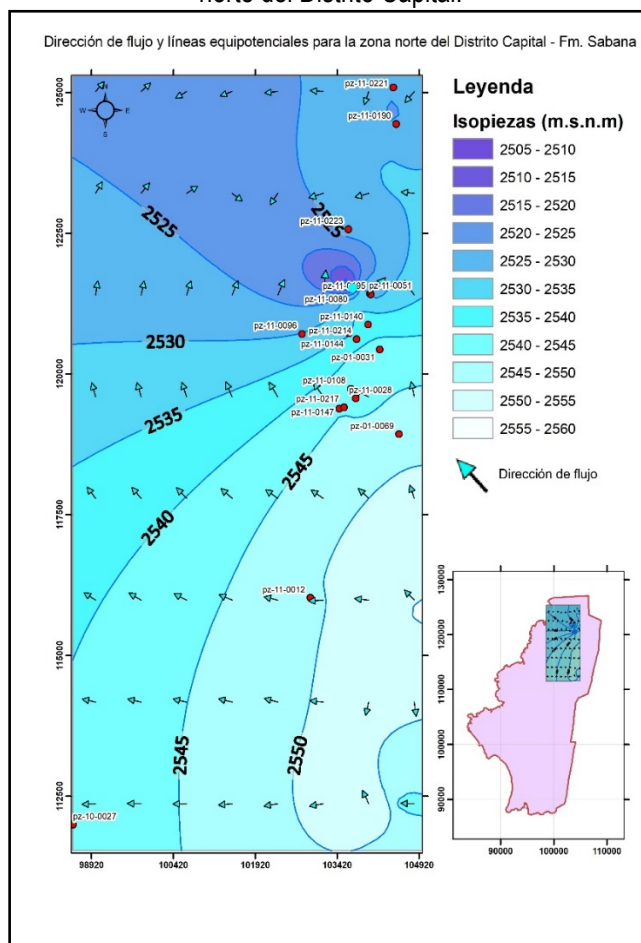 norte del Distrito Capital.
Dirección de flujo y líneas equipotenciales para la zona norte del Distrito Capital - Fm. Sabana
Leyenda
Isopiezas (m.s.n.m)
2505 - 2510
2510 - 2515
2515 - 2520
2520 - 2525
2525 - 2530
2530 - 2535
2535 - 2540
2540 - 2545
2545 - 2550
2550 - 2555
2555 - 2560
Dirección de flujo
N
W
E
S
125000
122500
120000
117500
115000
112500
98920
100420
101920
103420
104920
pz-11-0221
pz-11-0190
pz-11-0223
pz-11-0051
pz-11-0080
pz-11-0140
pz-11-0096
pz-11-0214
pz-11-0144
pz-01-0031
pz-11-0108
pz-11-0028
pz-11-0217
pz-11-0147
pz-01-0069
pz-11-0012
pz-10-0027
2525
2525
2530
2535
2540
2545
2545
2550
130000
120000
110000
100000
90000
90000
100000
110000